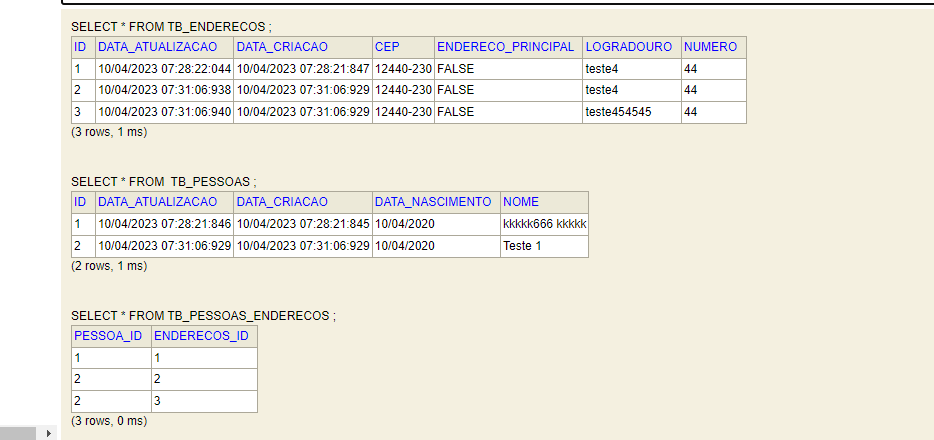 SELECT * FROM TB_ENDERECOS ;
ID DATA_ATUALIZACAO DATA_CRIACAO CEP ENDERECO_PRINCIPAL LOGRADOURO NUMERO
1 10/04/2023 07:28:22:044 10/04/2023 07:28:21:847 12440-230 FALSE teste4 44
2 10/04/2023 07:31:06:938 10/04/2023 07:31:06:929 12440-230 FALSE teste4 44
3 10/04/2023 07:31:06:940 10/04/2023 07:31:06:929 12440-230 FALSE teste454545 44
(3 rows, 1 ms)
SELECT * FROM TB_PESSOAS ;
ID DATA_ATUALIZACAO DATA_CRIACAO DATA_NASCIMENTO NOME
1 10/04/2023 07:28:21:846 10/04/2023 07:28:21:845 10/04/2020 kkkkk666 kkkkk
2 10/04/2023 07:31:06:929 10/04/2023 07:31:06:929 10/04/2020 Teste 1
(2 rows, 1 ms)
SELECT * FROM TB_PESSOAS_ENDERECOS ;
PESSOA_ID ENDERECOS_ID
1 1
2 2
2 3
(3 rows, 0 ms)